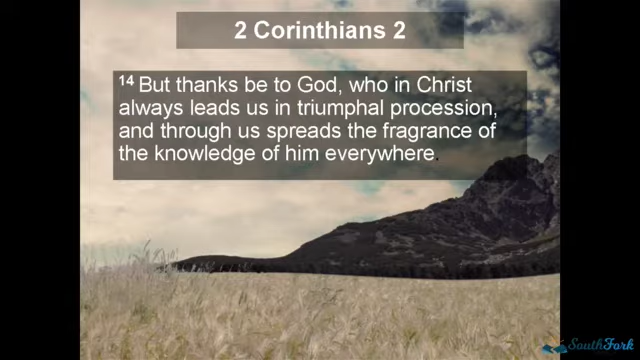 2 Corinthians 2
14 But thanks be to God, who in Christ
always leads us in triumphal procession,
and through us spreads the fragrance of
the knowledge of him everywhere.
SouthFork